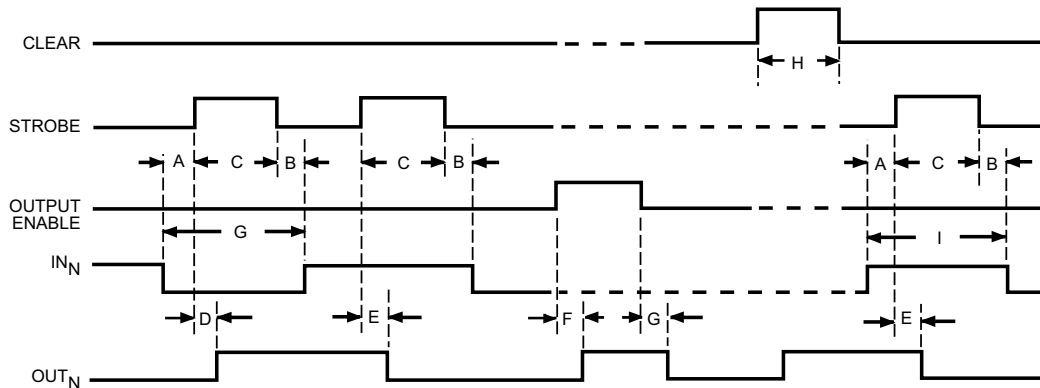 CLEAR
H
STROBE
A C B C B A C B
OUTPUT
ENABLE
G I
IN_N
D E F G E
OUT_N